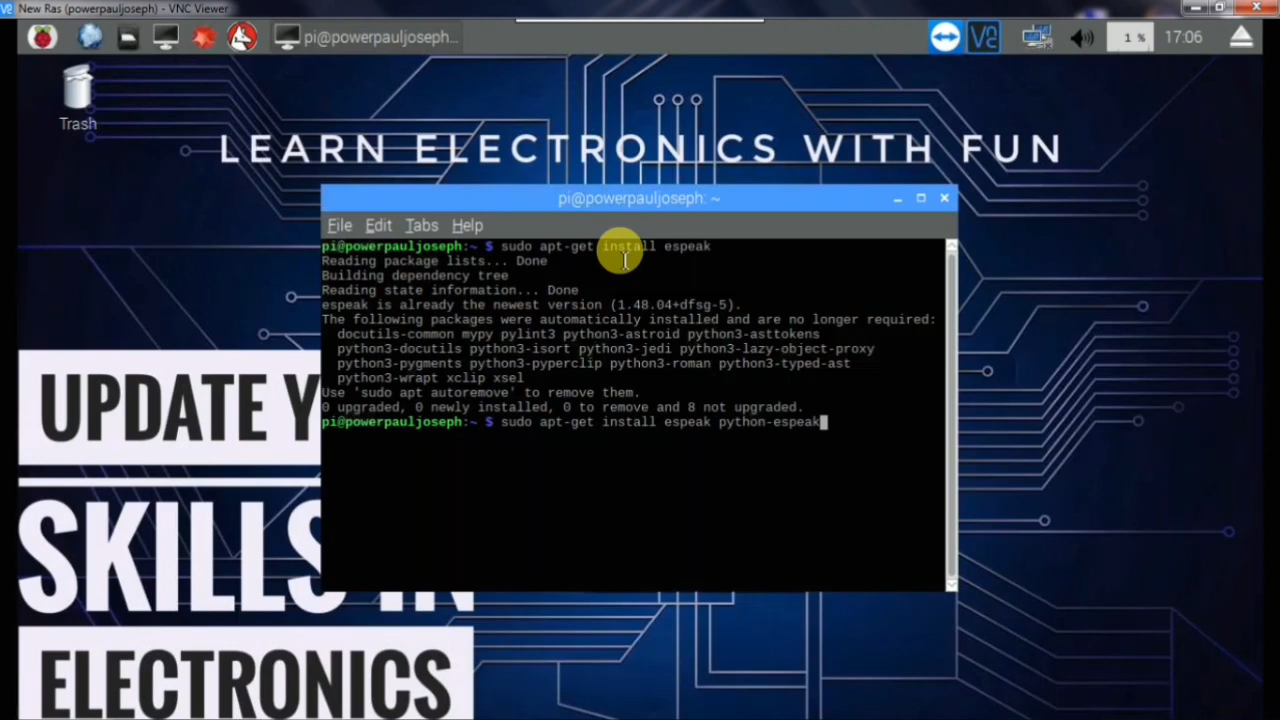 New Ras (powerpauljoseph) - VNC Viewer
pi@powerpauljoseph...
1 %
17:06
Trash
LEARN ELECTRONICS WITH FUN
pi@powerpauljoseph: ~
File Edit Tabs Help
pi@powerpauljoseph:~ $ sudo apt-get install espeak
Reading package lists... Done
Building dependency tree
Reading state information... Done
espeak is already the newest version (1.48.04+dfsg-5).
The following packages were automatically installed and are no longer required:
docutils-common mypy pylint3 python3-astroid python3-asttokens
python3-docutils python3-isort python3-jedi python3-lazy-object-proxy
python3-pygments python3-pyperclip python3-roman python3-typed-ast
python3-wrapt xclip xsel
Use 'sudo apt autoremove' to remove them.
0 upgraded, 0 newly installed, 0 to remove and 8 not upgraded.
pi@powerpauljoseph:~ $ sudo apt-get install espeak python-espeak
UPDATE Y
SKILLS IN
ELECTRONICS